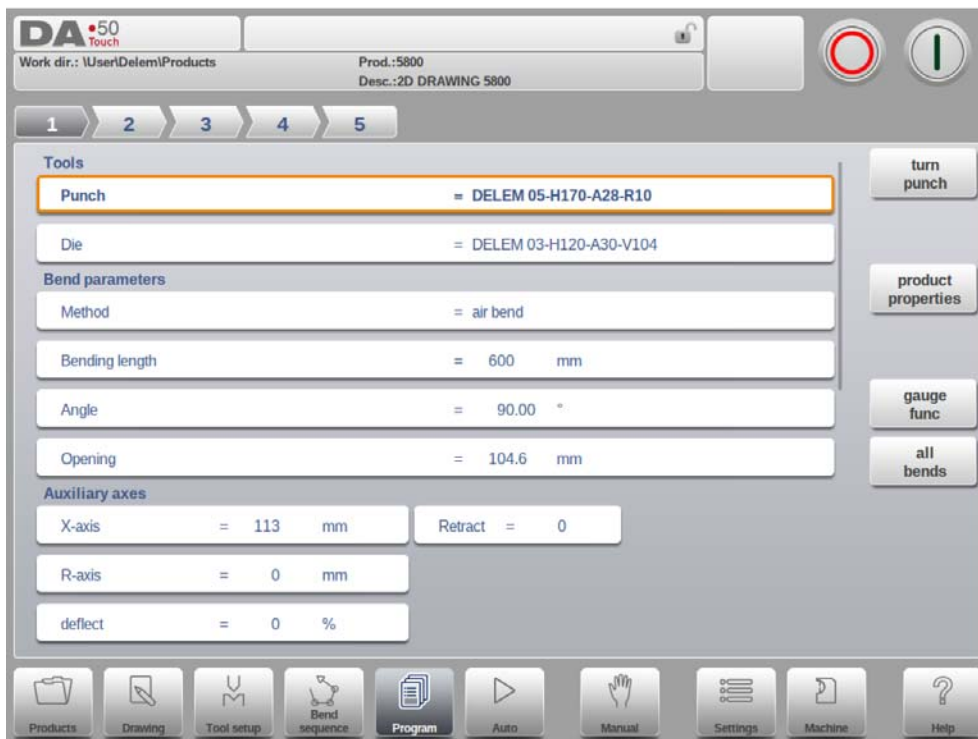 DA•50
Touch
Work dir.: \User\Delem\Products
Prod.:5800
Desc.:2D DRAWING 5800
1 2 3 4 5
Tools
Punch = DELEM 05-H170-A28-R10
Die = DELEM 03-H120-A30-V104
Bend parameters
Method = air bend
Bending length = 600 mm
Angle = 90.00 °
Opening = 104.6 mm
Auxiliary axes
X-axis = 113 mm Retract = 0
R-axis = 0 mm
deflect = 0 %
turn
punch
product
properties
gauge
func
all
bends
Products
Drawing
Tool setup
Bend
sequence
Program
Auto
Manual
Settings
Machine
Help